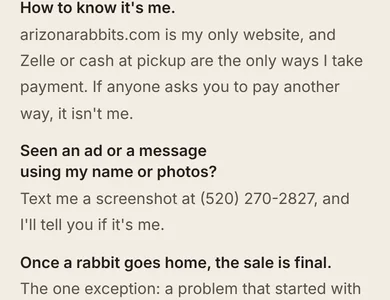 How to know it's me.
arizonarabbits.com is my only website, and
Zelle or cash at pickup are the only ways I take
payment. If anyone asks you to pay another
way, it isn't me.
Seen an ad or a message
using my name or photos?
Text me a screenshot at (520) 270-2827, and
I'll tell you if it's me.
Once a rabbit goes home, the sale is final.
The one exception: a problem that started with